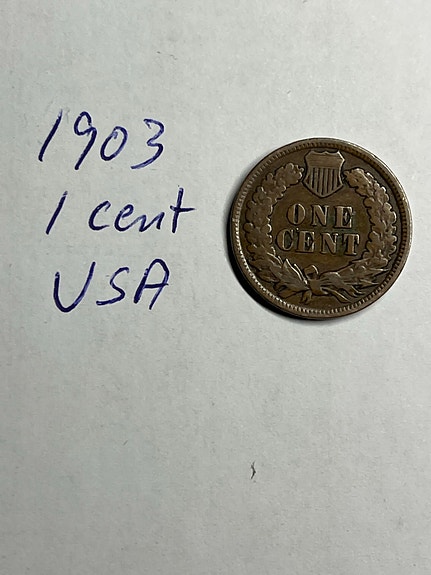 1903
1 cent
USA
ONE
CENT